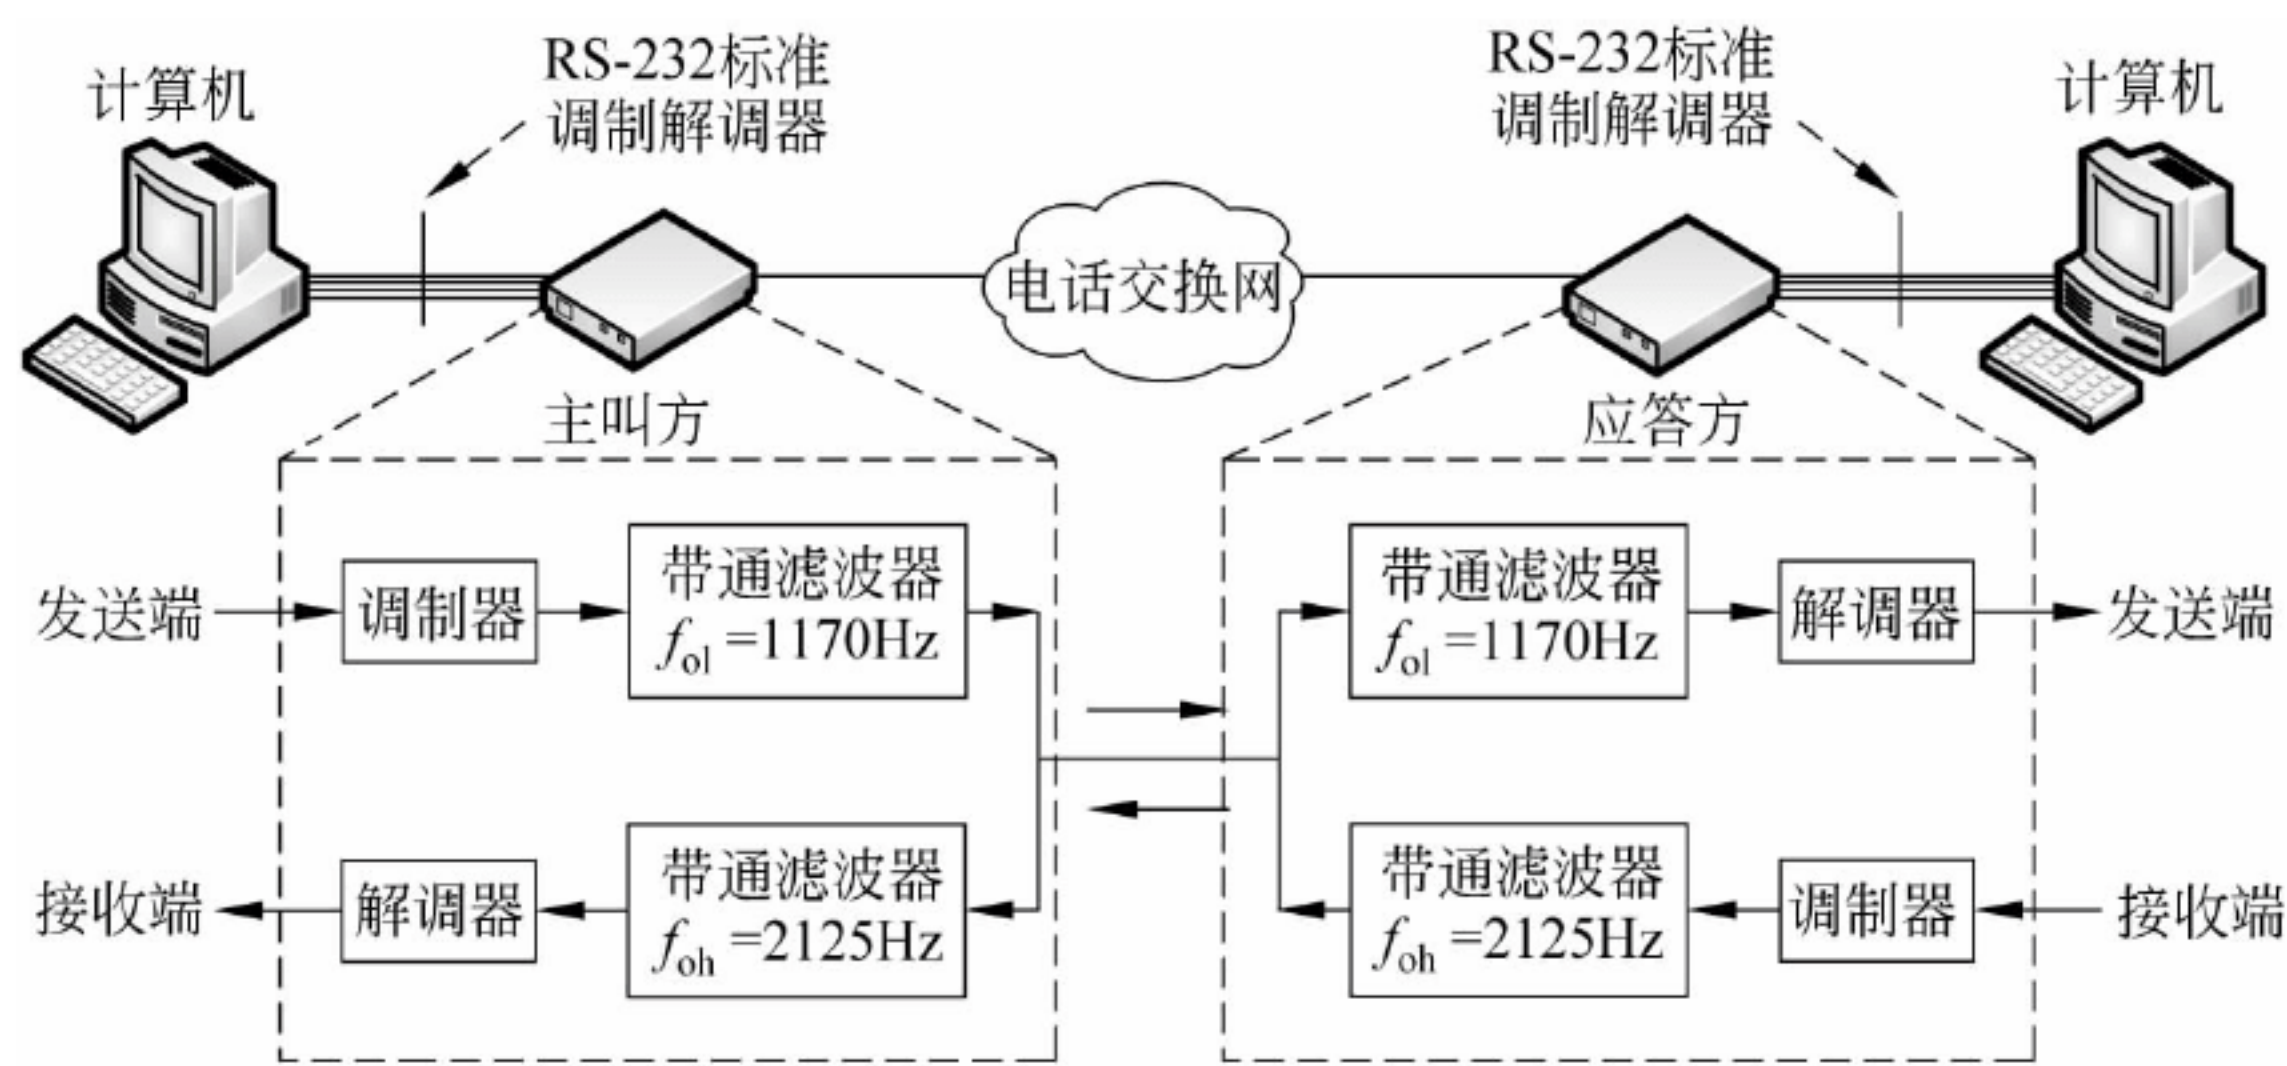 计算机
RS-232标准
调制解调器
RS-232标准
调制解调器
计算机
电话交换网
主叫方
应答方
发送端
调制器
带通滤波器
fol =1170Hz
带通滤波器
fol =1170Hz
解调器
发送端
接收端
解调器
带通滤波器
foh =2125Hz
带通滤波器
foh =2125Hz
调制器
接收端